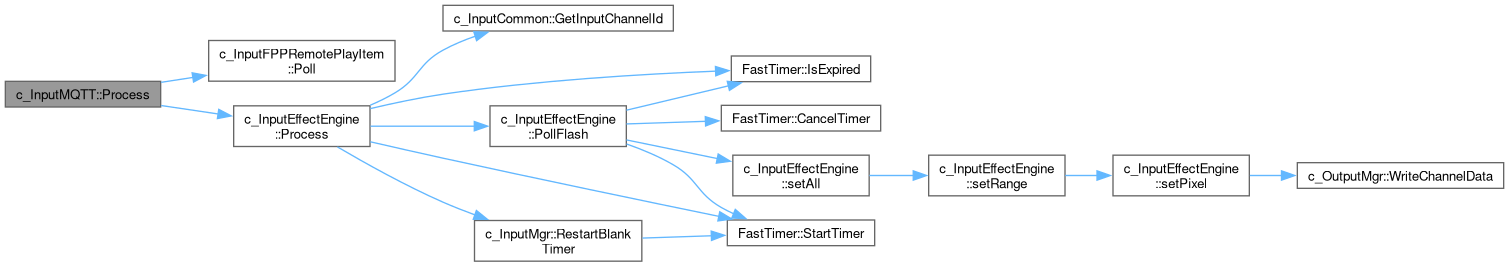 c_InputMQTT::Process
c_InputFPPRemotePlayItem
::Poll
c_InputEffectEngine
::Process
c_InputCommon::GetInputChannelId
c_InputEffectEngine
::PollFlash
c_InputMgr::RestartBlank
Timer
FastTimer::IsExpired
FastTimer::CancelTimer
c_InputEffectEngine
::setAll
FastTimer::StartTimer
c_InputEffectEngine
::setRange
c_InputEffectEngine
::setPixel
c_OutputMgr::WriteChannelData